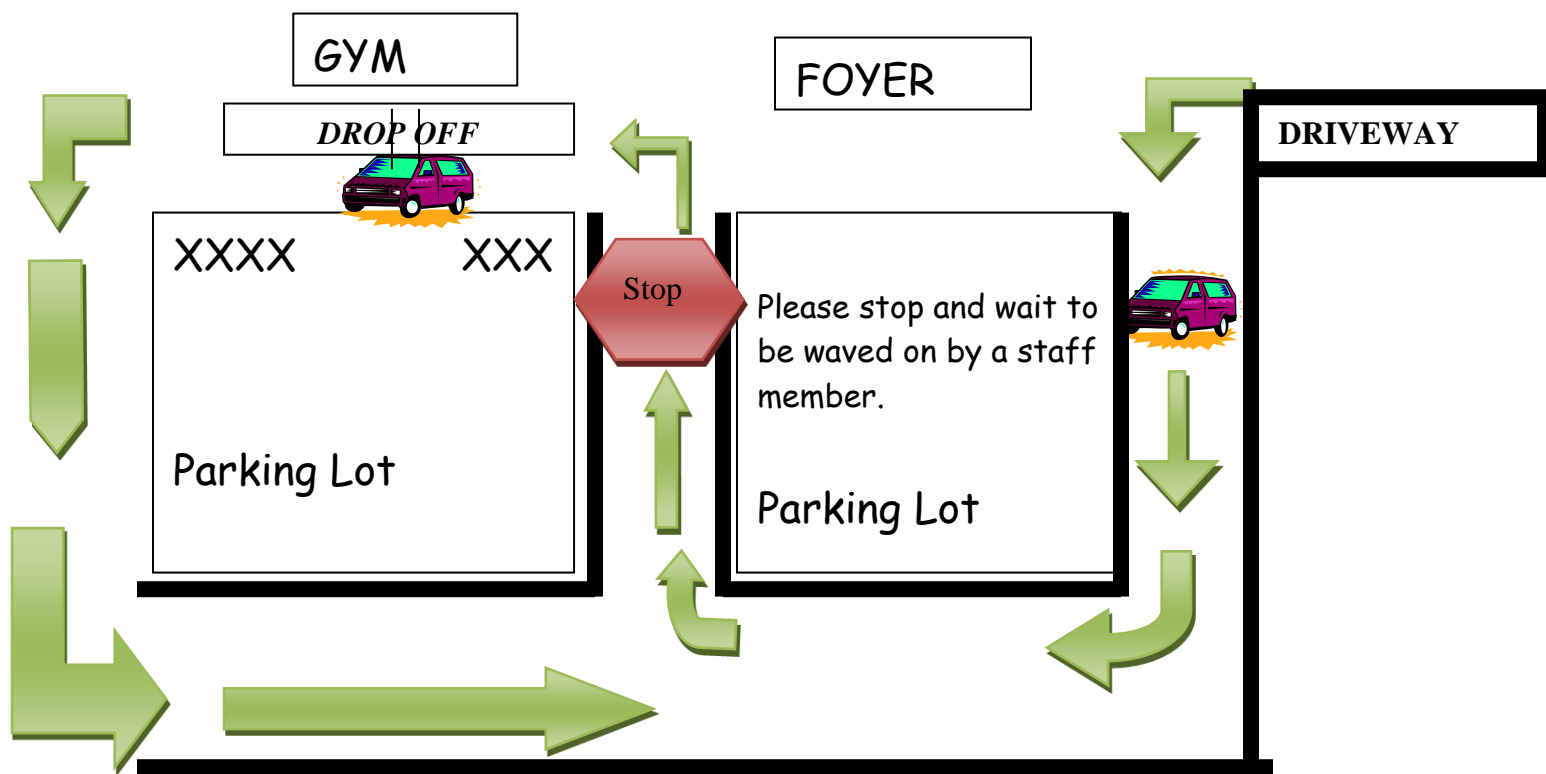 GYM
FOYER
DROP OFF
DRIVEWAY
XXXX XXX
Stop
Please stop and wait to
be waved on by a staff
member.
Parking Lot
Parking Lot